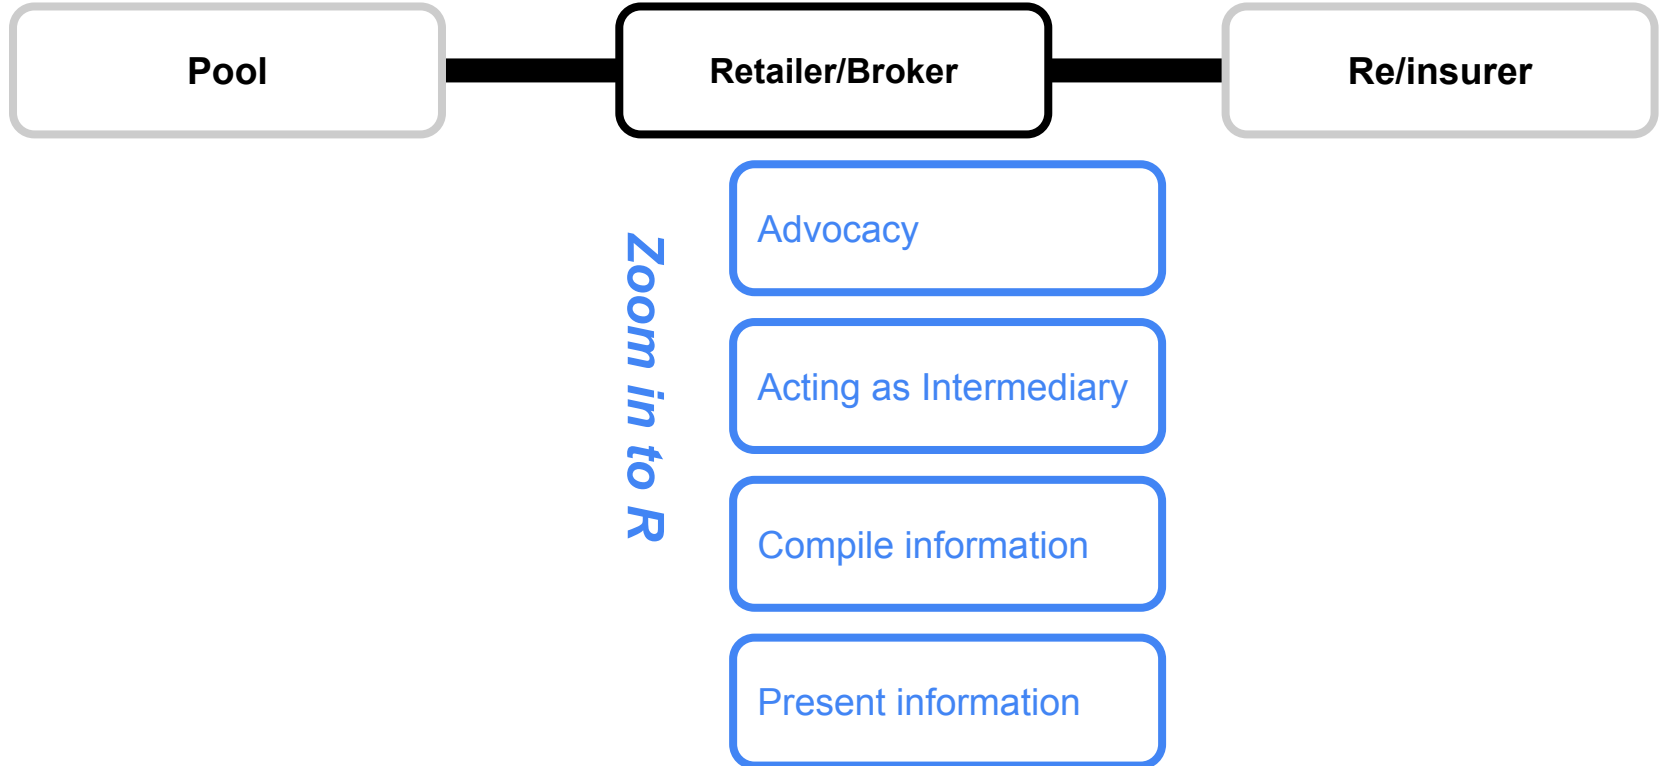 Pool
Retailer/Broker
Re/insurer
Zoom in to R
Advocacy
Acting as Intermediary
Compile information
Present information